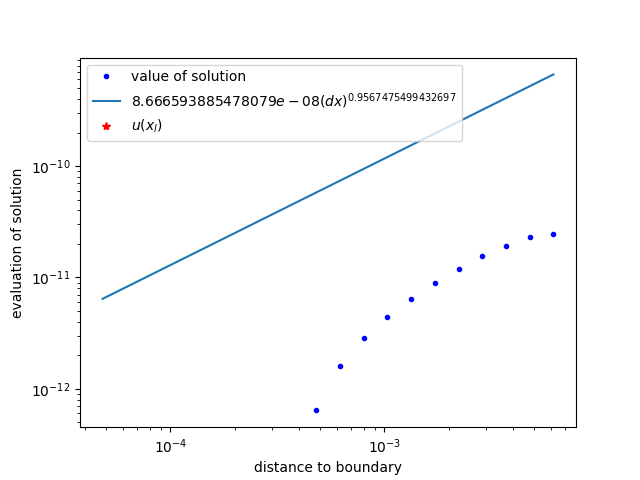 value of solution
8.666593885478079e − 08(dx)^0.9567475499432697
u(x_l)
10^−10
10^−11
10^−12
evaluation of solution
10^−4
10^−3
distance to boundary